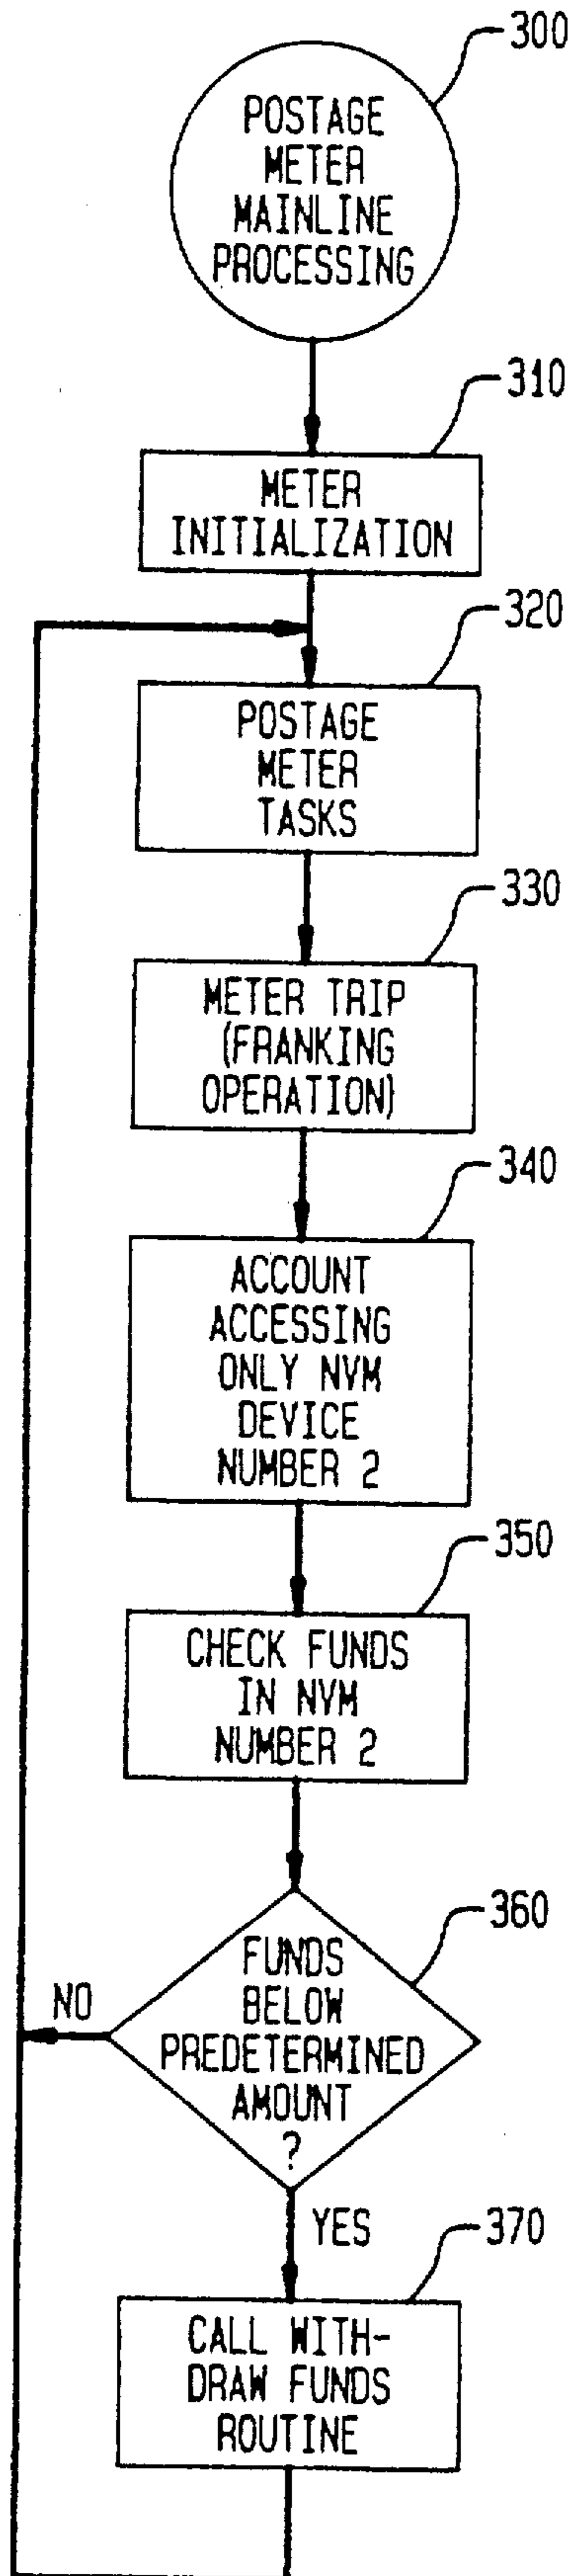 300
POSTAGE
METER
MAINLINE
PROCESSING
310
METER
INITIALIZATION
320
POSTAGE
METER
TASKS
330
METER TRIP
(FRANKING
OPERATION)
340
ACCOUNT
ACCESSING
ONLY NVM
DEVICE
NUMBER 2
350
CHECK FUNDS
IN NVM
NUMBER 2
360
FUNDS
BELOW
PREDETERMINED
AMOUNT
?
NO
YES
370
CALL WITH-
DRAW FUNDS
ROUTINE